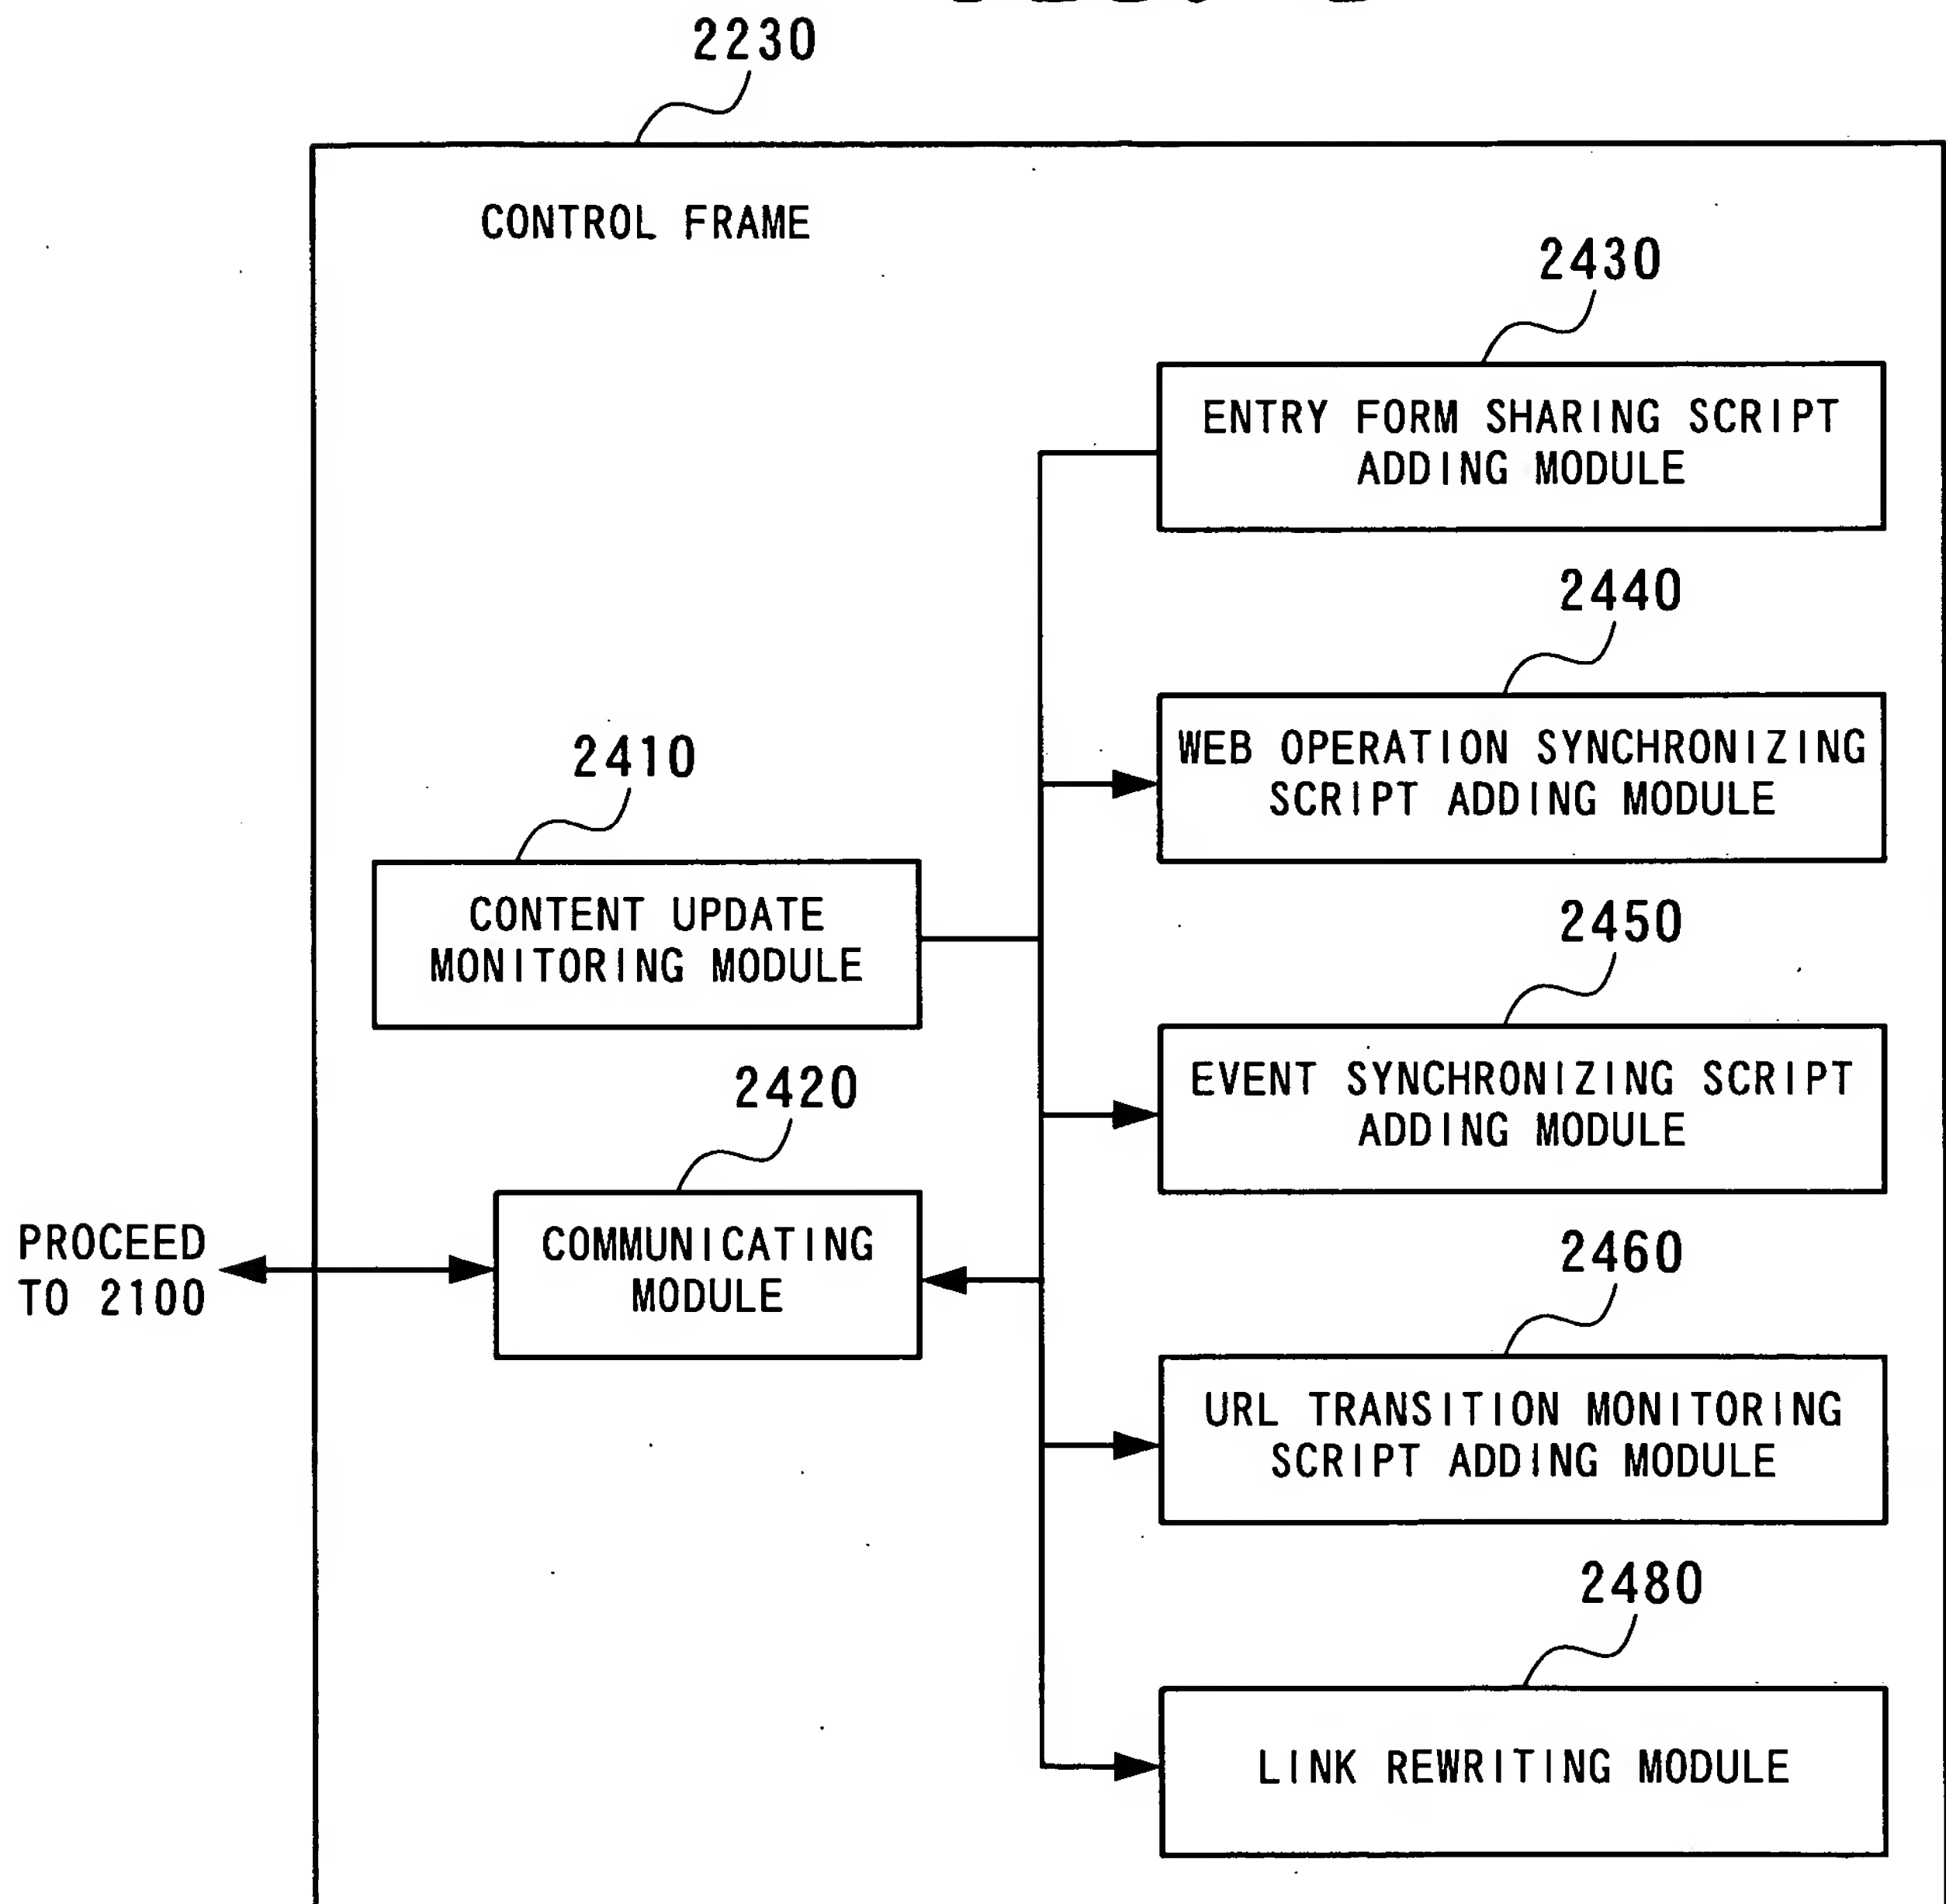 2230
CONTROL FRAME
2430
ENTRY FORM SHARING SCRIPT
ADDING MODULE
2440
WEB OPERATION SYNCHRONIZING
SCRIPT ADDING MODULE
2410
CONTENT UPDATE
MONITORING MODULE
2450
EVENT SYNCHRONIZING SCRIPT
ADDING MODULE
2420
COMMUNICATING
MODULE
PROCEED
TO 2100
2460
URL TRANSITION MONITORING
SCRIPT ADDING MODULE
2480
LINK REWRITING MODULE